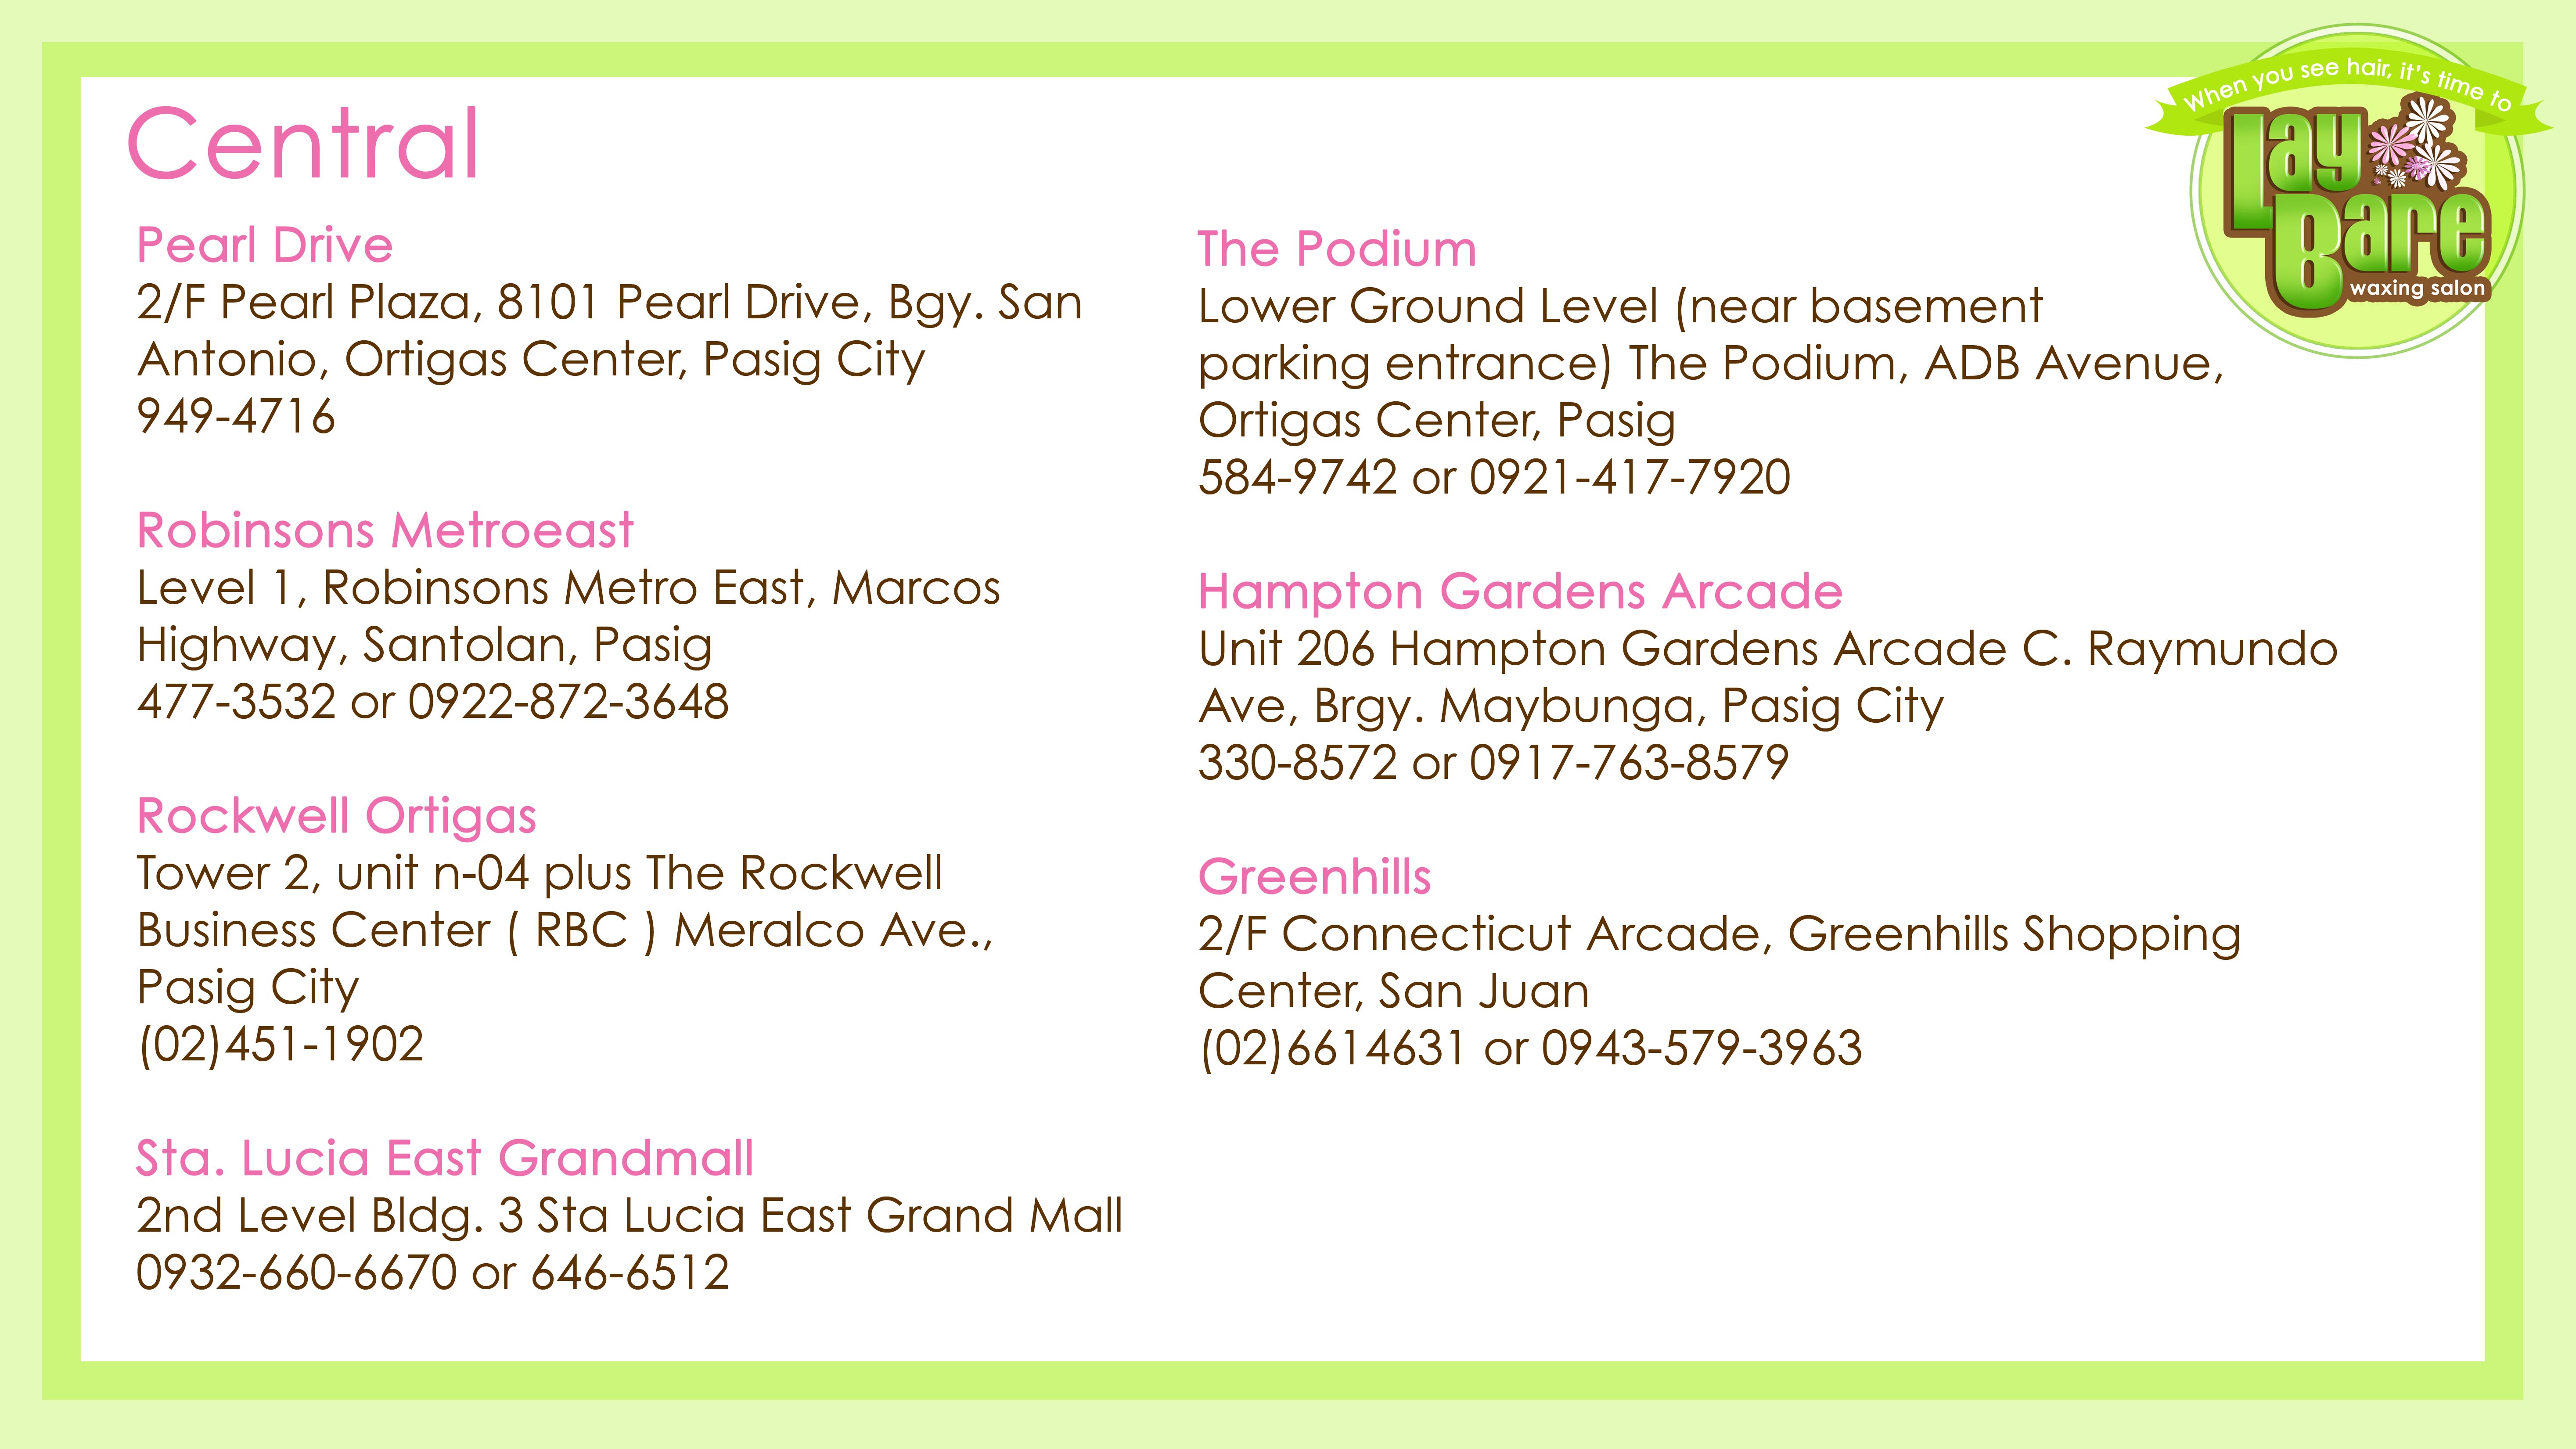 Central
Pearl Drive
2/F Pearl Plaza, 8101 Pearl Drive, Bgy. San
Antonio, Ortigas Center, Pasig City
949-4716
Robinsons Metroeast
Level 1, Robinsons Metro East, Marcos
Highway, Santolan, Pasig
477-3532 or 0922-872-3648
Rockwell Ortigas
Tower 2, unit n-04 plus The Rockwell
Business Center ( RBC ) Meralco Ave.,
Pasig City
(02)451-1902
Sta. Lucia East Grandmall
2nd Level Bldg. 3 Sta Lucia East Grand Mall
0932-660-6670 or 646-6512
The Podium
Lower Ground Level (near basement
parking entrance) The Podium, ADB Avenue,
Ortigas Center, Pasig
584-9742 or 0921-417-7920
Hampton Gardens Arcade
Unit 206 Hampton Gardens Arcade C. Raymundo
Ave, Brgy. Maybunga, Pasig City
330-8572 or 0917-763-8579
Greenhills
2/F Connecticut Arcade, Greenhills Shopping
Center, San Juan
(02)6614631 or 0943-579-3963
When you see hair, it's time to
Lay
Bare
waxing salon